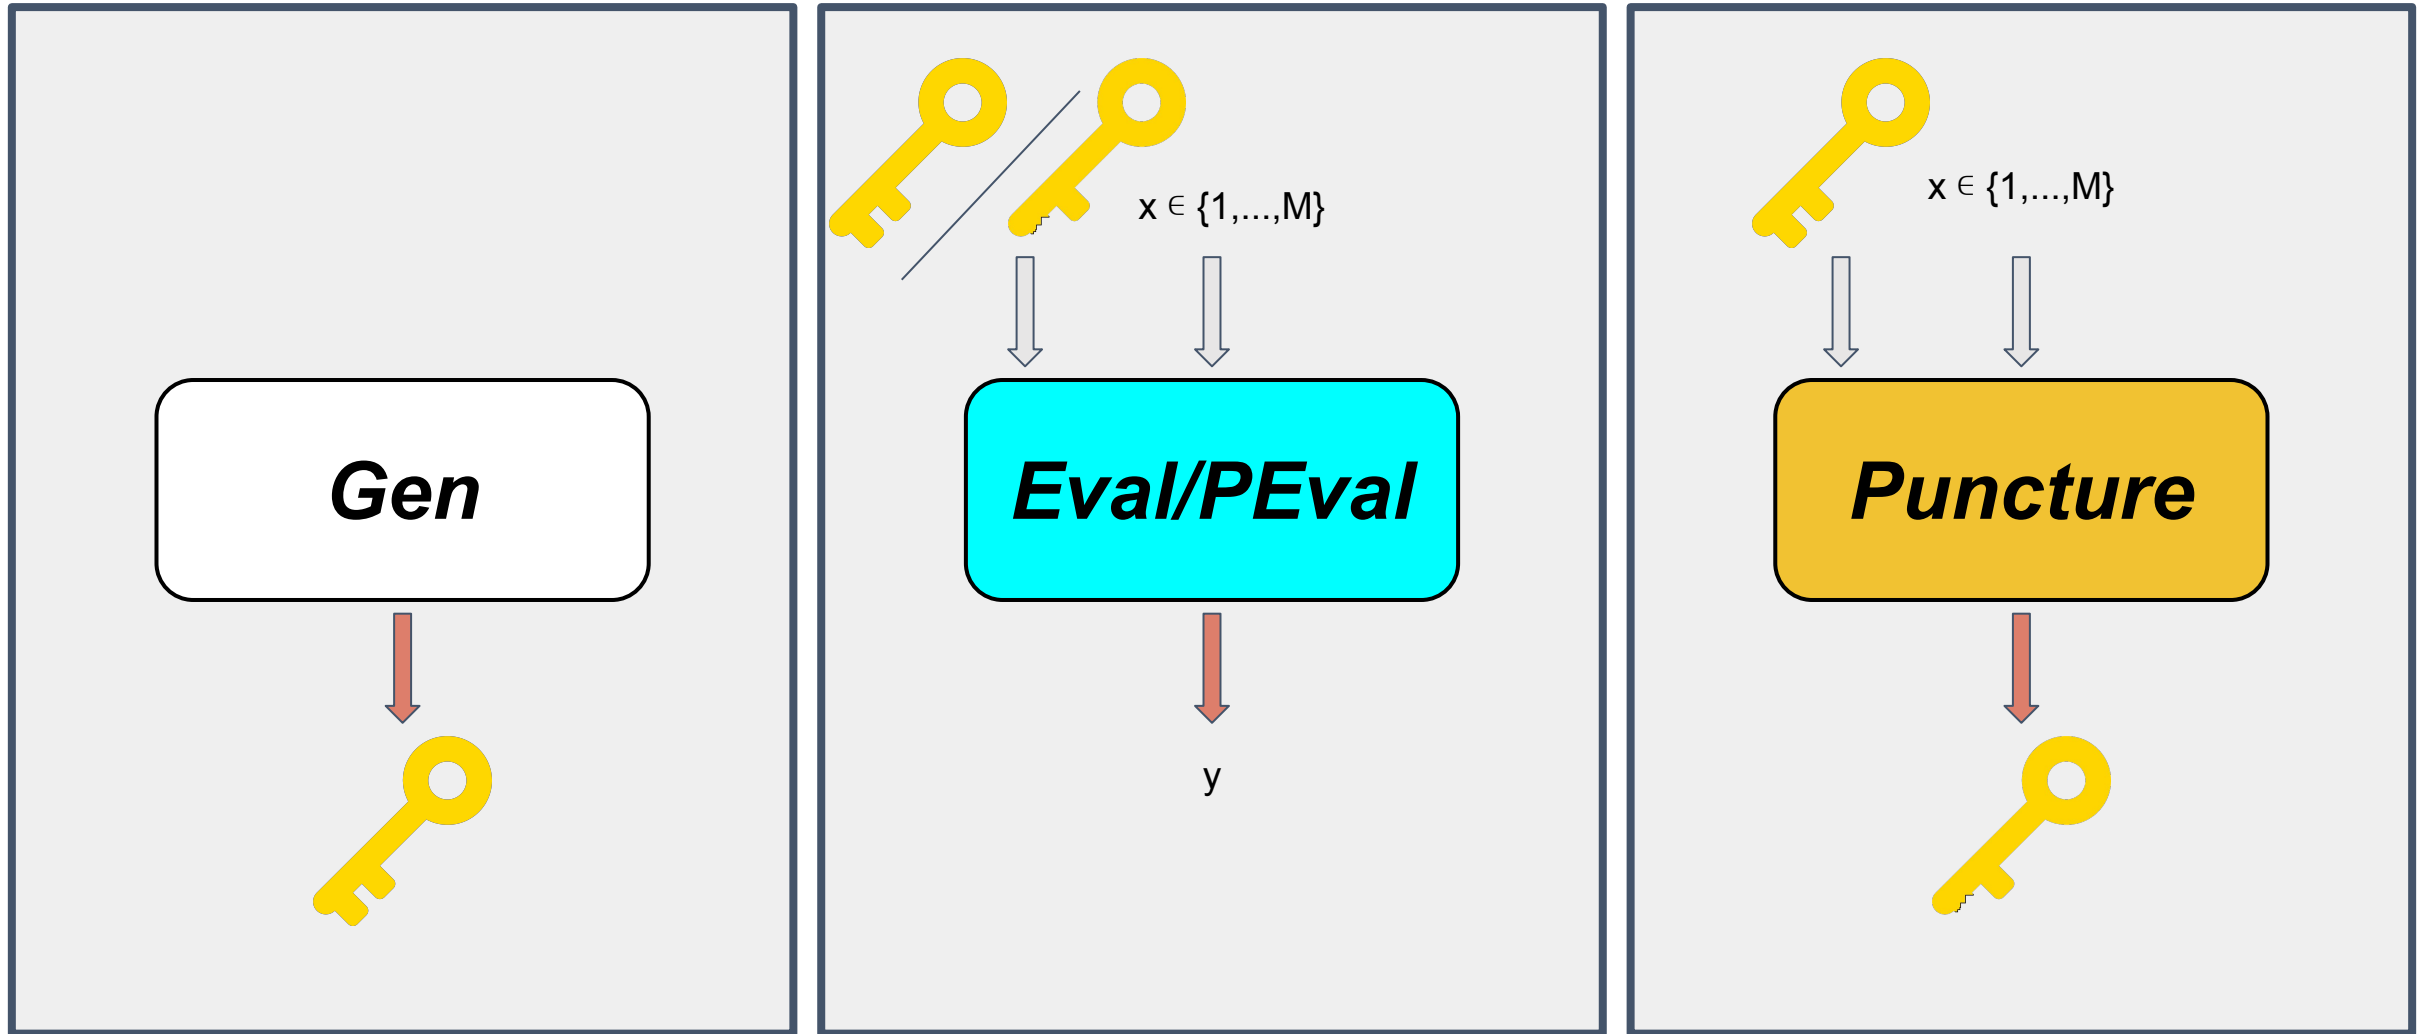 Gen
x ∈ {1,...,M}
Eval/PEval
y
x ∈ {1,...,M}
Puncture